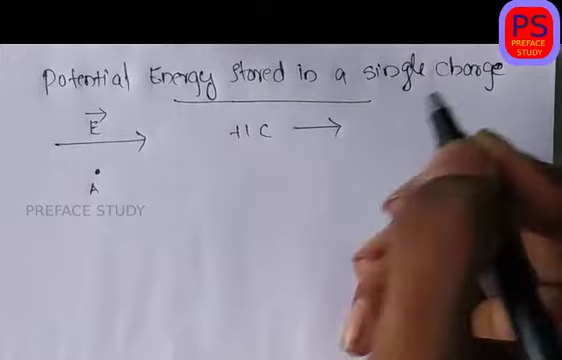 PS
PREFACE
STUDY
Potential Energy stored in a single charge
E
+1 C
A
PREFACE STUDY